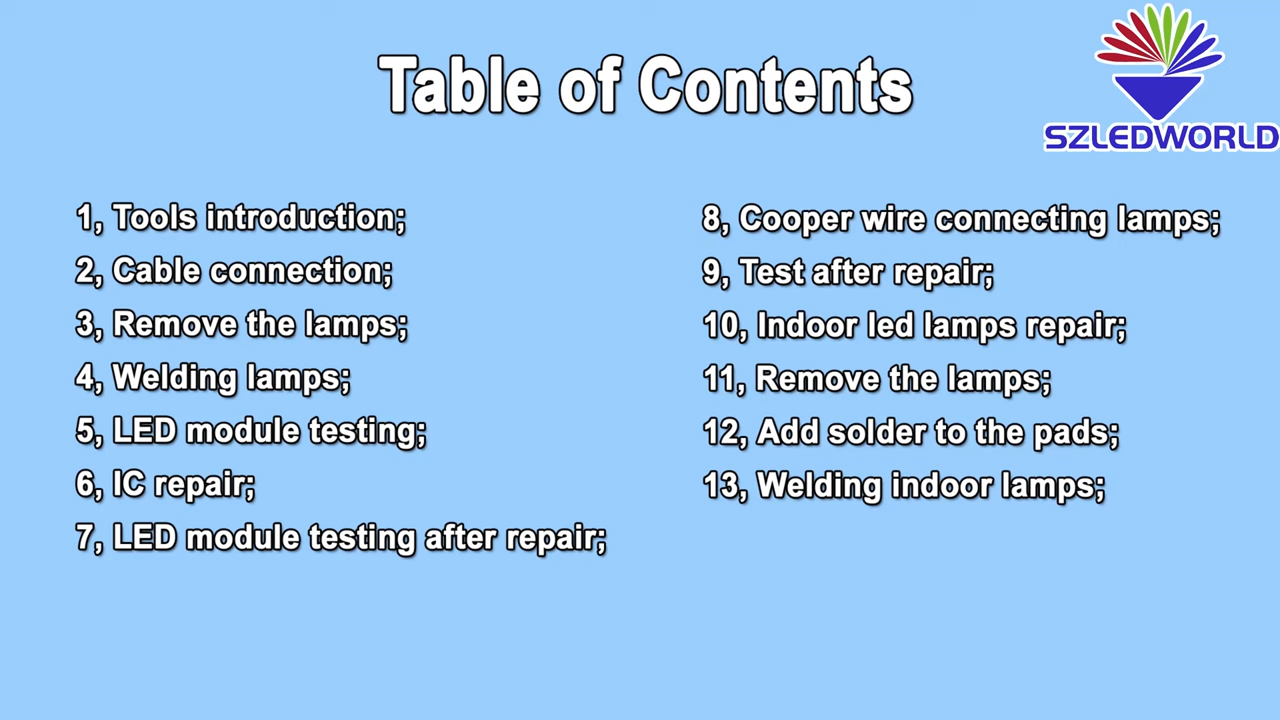 Table of Contents
SZLEDWORLD
1, Tools introduction;
2, Cable connection;
3, Remove the lamps;
4, Welding lamps;
5, LED module testing;
6, IC repair;
7, LED module testing after repair;
8, Cooper wire connecting lamps;
9, Test after repair;
10, Indoor led lamps repair;
11, Remove the lamps;
12, Add solder to the pads;
13, Welding indoor lamps;